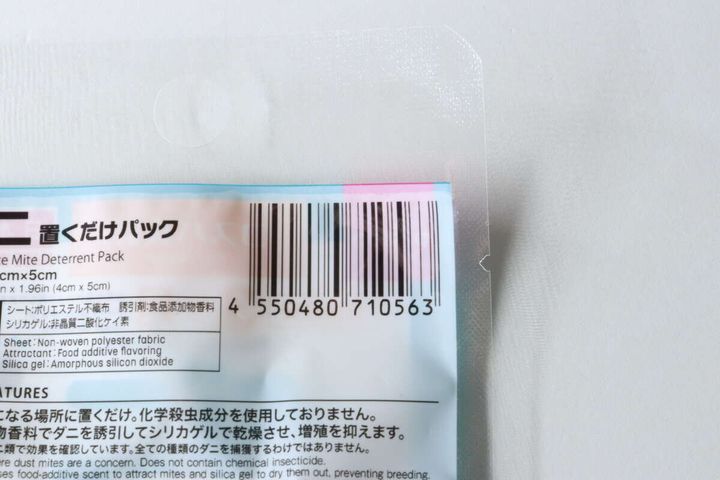 ニ 置くだけパック
Mite Deterrent Pack
cm×5cm
1.96in (4cm x 5cm)
シート:ポリエステル不織布 誘引剤:食品添加物香料
シリカゲル:非晶質二酸化ケイ素
Sheet: Non-woven polyester fabric
Attractant: Food additive flavoring
Silica gel: Amorphous silicon dioxide
4 550480 710563
になる場所に置くだけ。化学殺虫成分を使用しておりません。
物香料でダニを誘引してシリカゲルで乾燥させ、増殖を抑えます。
類で効果を確認しています。全ての種類のダニを捕獲するわけではありません。
dust mites are a concern. Does not contain chemical insecticide.
food-additive scent to attract mites and silica gel to dry them out, preventing breeding.